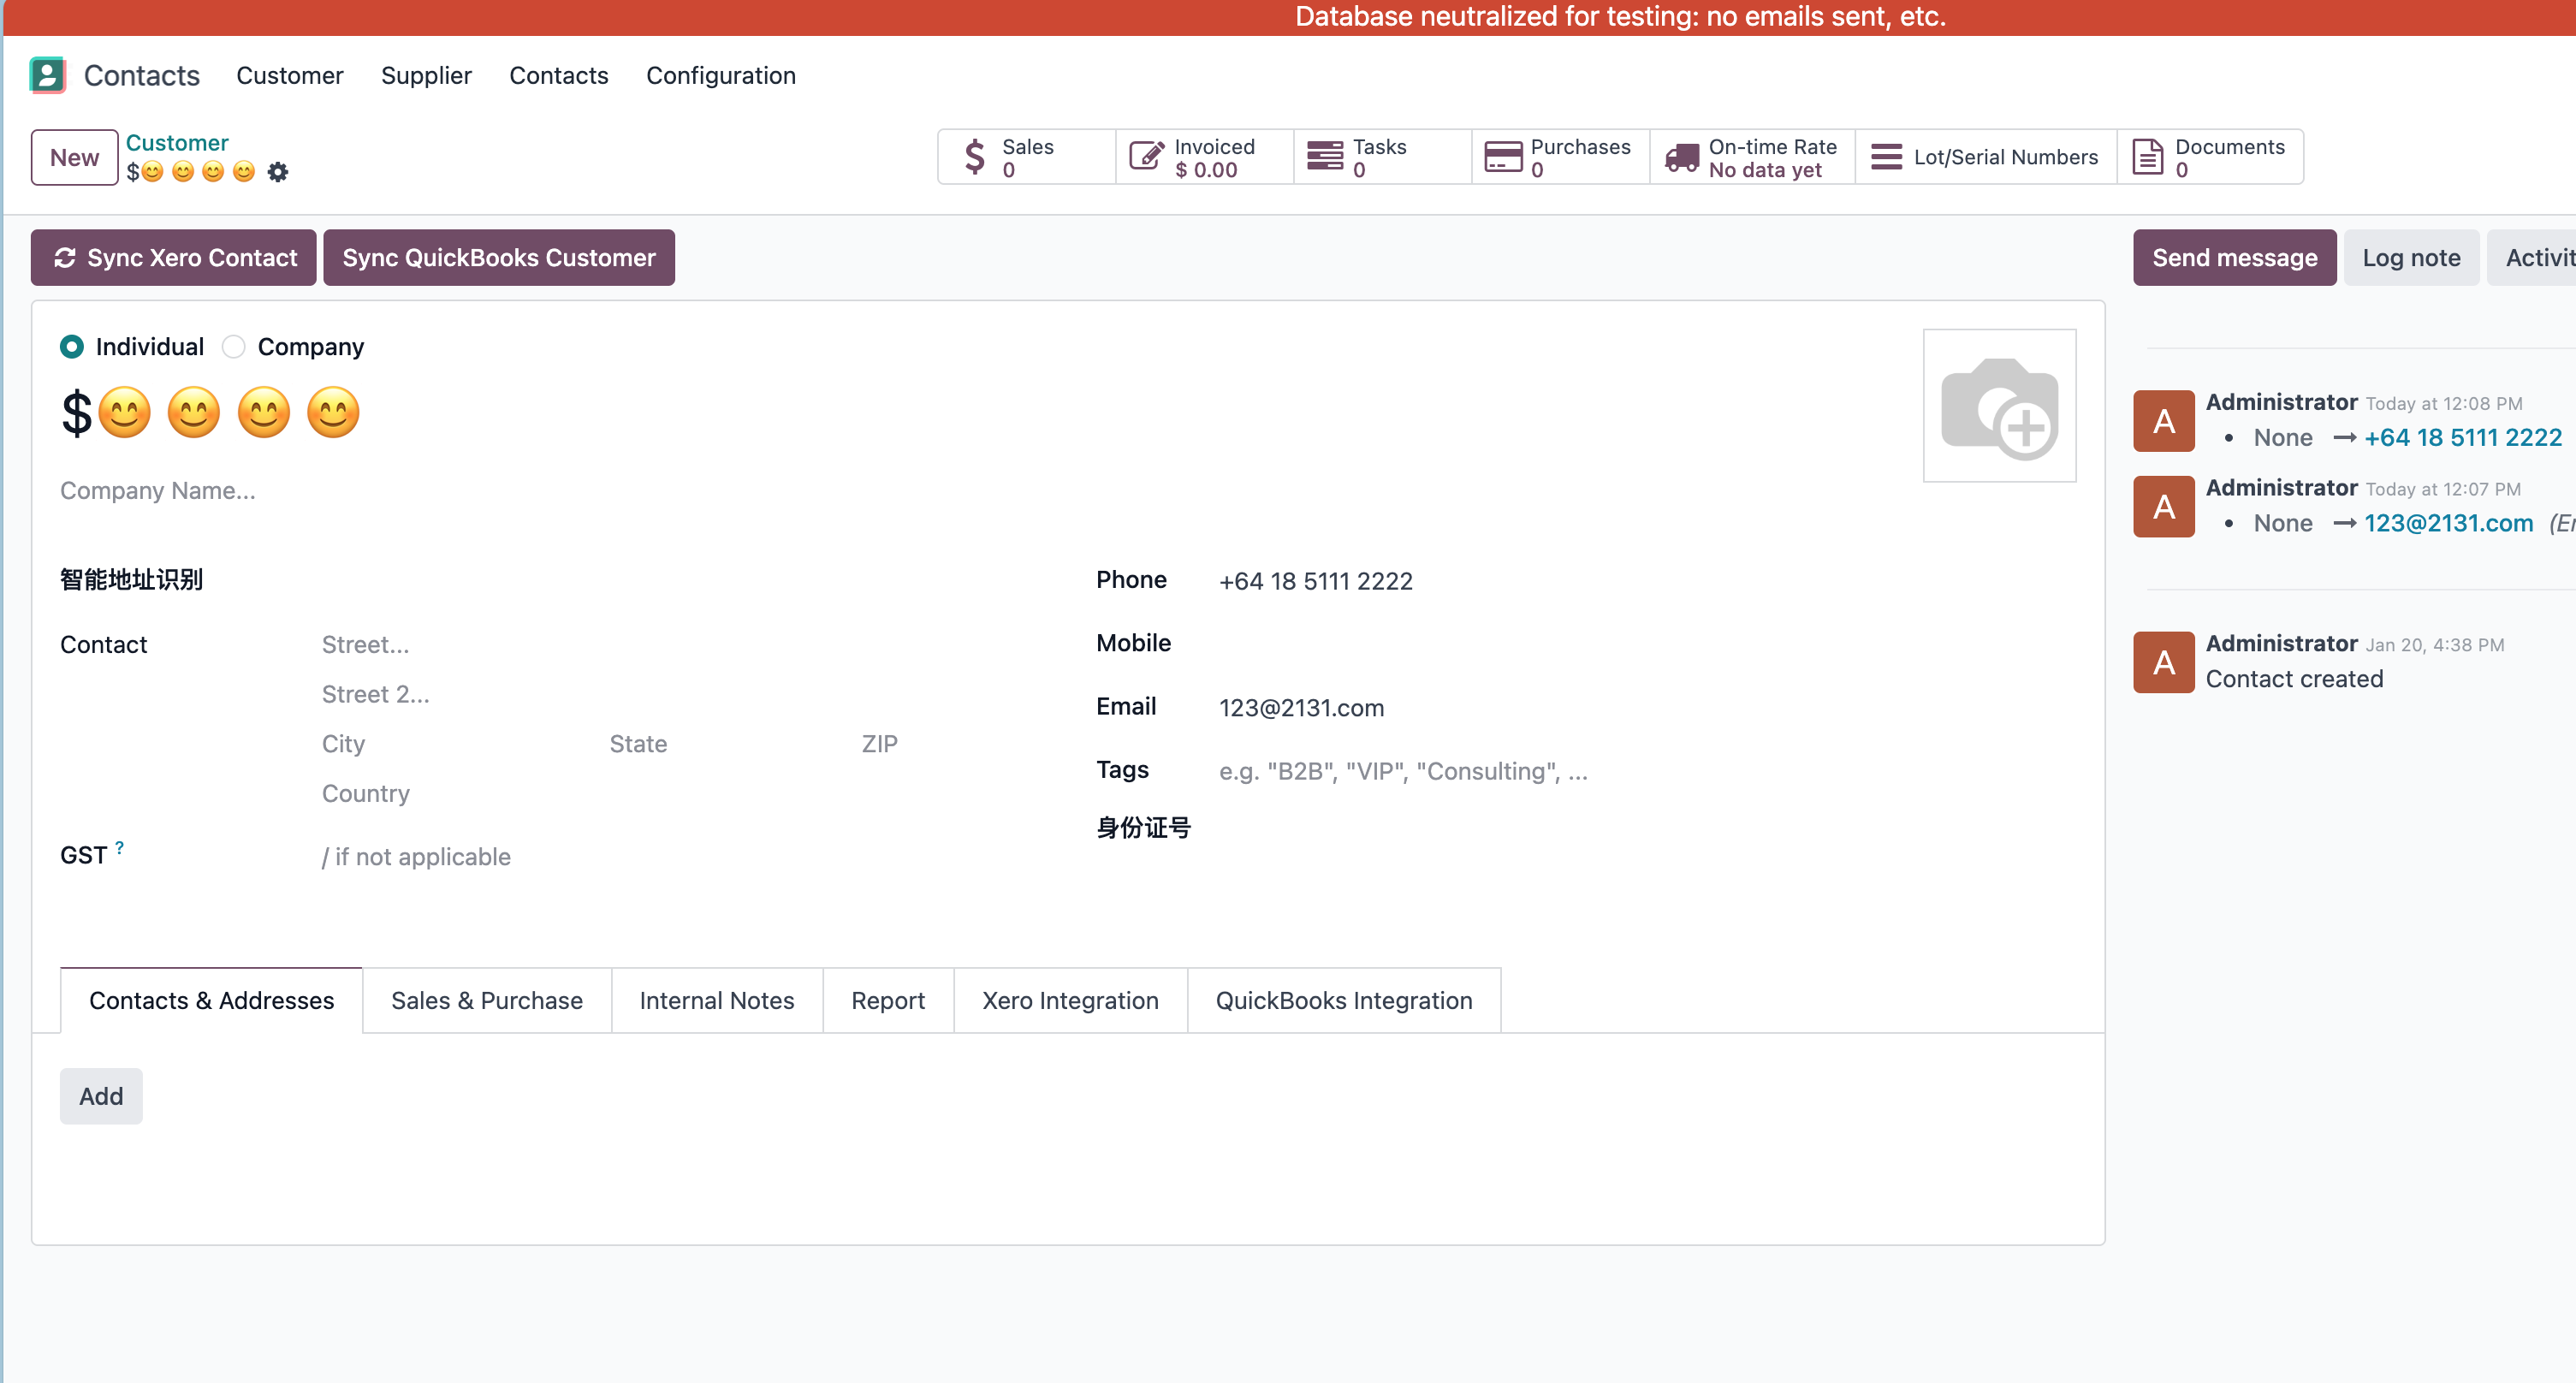 Database neutralized for testing: no emails sent, etc.
Contacts Customer Supplier Contacts Configuration
New
Customer
$😊 😊 😊 😊
Sales
0
Invoiced
$ 0.00
Tasks
0
Purchases
0
On-time Rate
No data yet
Lot/Serial Numbers
Documents
0
Sync Xero Contact
Sync QuickBooks Customer
Send message
Log note
Activit
Individual Company
$😊 😊 😊 😊
Company Name...
智能地址识别
Contact
Street...
Street 2...
City State ZIP
Country
GST ?
/ if not applicable
Phone +64 18 5111 2222
Mobile
Email 123@2131.com
Tags e.g. "B2B", "VIP", "Consulting", ...
身份证号
Contacts & Addresses
Sales & Purchase
Internal Notes
Report
Xero Integration
QuickBooks Integration
Add
A
Administrator Today at 12:08 PM
• None → +64 18 5111 2222
A
Administrator Today at 12:07 PM
• None → 123@2131.com (E
A
Administrator Jan 20, 4:38 PM
Contact created